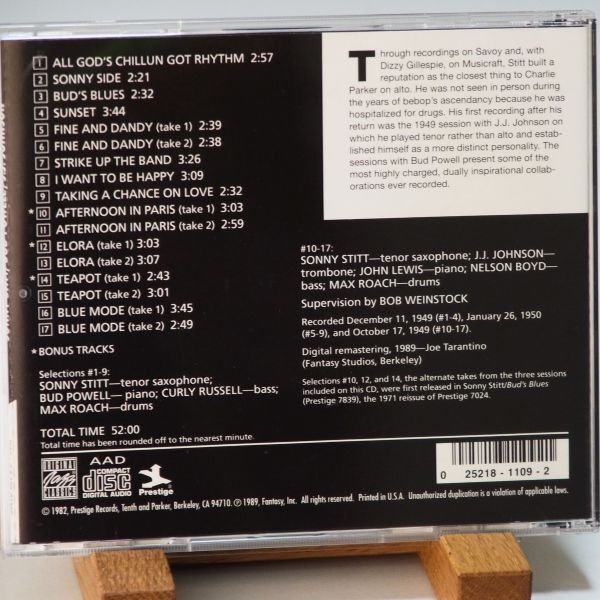 1 ALL GOD'S CHILLUN GOT RHYTHM 2:57
2 SONNY SIDE 2:21
3 BUD'S BLUES 2:32
4 SUNSET 3:44
5 FINE AND DANDY (take 1) 2:39
6 FINE AND DANDY (take 2) 2:38
7 STRIKE UP THE BAND 3:26
8 I WANT TO BE HAPPY 3:09
9 TAKING A CHANCE ON LOVE 2:32
★ 10 AFTERNOON IN PARIS (take 1) 3:03
11 AFTERNOON IN PARIS (take 2) 2:59
★ 12 ELORA (take 1) 3:03
13 ELORA (take 2) 3:07
★ 14 TEAPOT (take 1) 2:43
15 TEAPOT (take 2) 3:01
16 BLUE MODE (take 1) 3:45
17 BLUE MODE (take 2) 2:49
★ BONUS TRACKS
Selections #1-9:
SONNY STITT—tenor saxophone;
BUD POWELL— piano; CURLY RUSSELL—bass;
MAX ROACH—drums
TOTAL TIME 52:00
Total time has been rounded off to the nearest minute.
Through recordings on Savoy and, with
Dizzy Gillespie, on Musicraft, Stitt built a
reputation as the closest thing to Charlie
Parker on alto. He was not seen in person during
the years of bebop's ascendancy because he was
hospitalized for drugs. His first recording after his
return was the 1949 session with J.J. Johnson on
which he played tenor rather than alto and estab-
lished himself as a more distinct personality. The
sessions with Bud Powell present some of the
most highly charged, dually inspirational collab-
orations ever recorded.
#10-17:
SONNY STITT—tenor saxophone; J.J. JOHNSON—
trombone; JOHN LEWIS—piano; NELSON BOYD—
bass; MAX ROACH—drums
Supervision by BOB WEINSTOCK
Recorded December 11, 1949 (#1-4), January 26, 1950
(#5-9), and October 17, 1949 (#10-17).
Digital remastering, 1989—Joe Tarantino
(Fantasy Studios, Berkeley)
Selections #10, 12, and 14, the alternate takes from the three sessions
included on this CD, were first released in Sonny Stitt/Bud's Blues
(Prestige 7839), the 1971 reissue of Prestige 7024.
ORIGINAL
Jazz
CLASSICS
AAD
COMPACT
disc
DIGITAL AUDIO
Prestige
0 25218-1109-2
© 1982, Prestige Records, Tenth and Parker, Berkeley, CA 94710. ℗ 1989, Fantasy, Inc. All rights reserved. Printed in U.S.A. Unauthorized duplication is a violation of applicable laws.